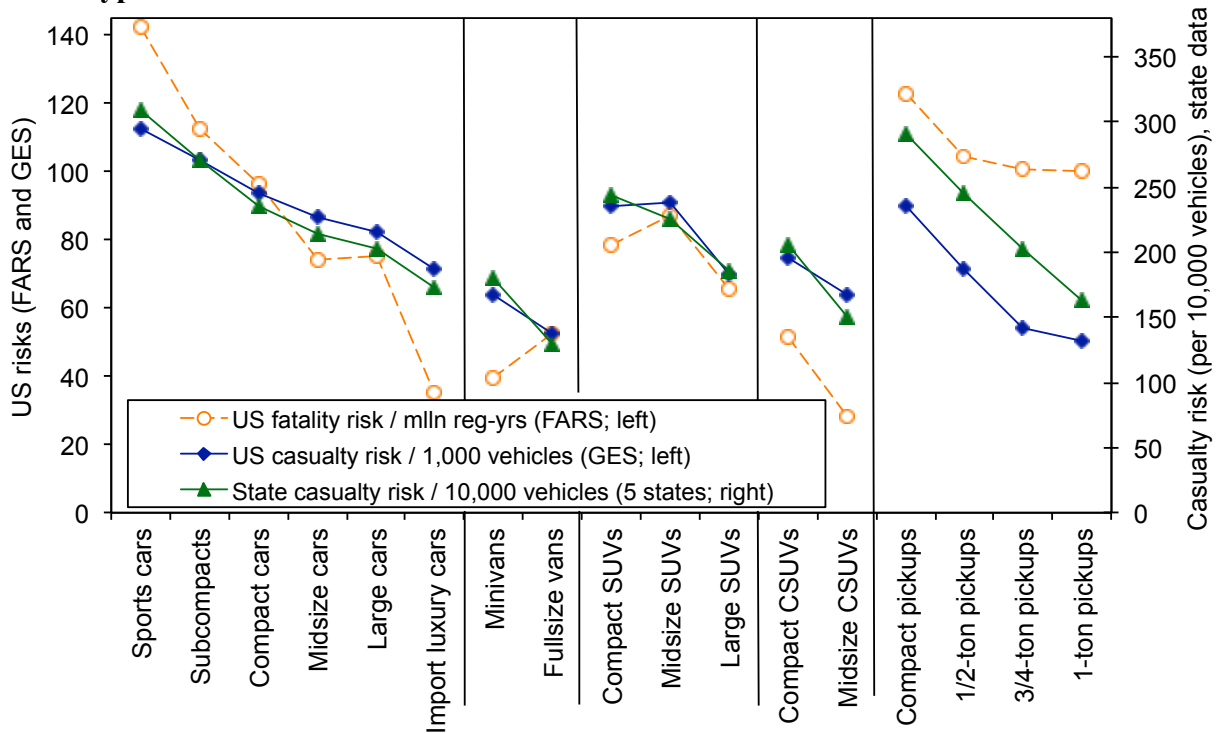 140
120
100
80
60
40
20
0
US risks (FARS and GES)
350
300
250
200
150
100
50
0
Casualty risk (per 10,000 vehicles), state data
US fatality risk / mlln reg-yrs (FARS; left)
US casualty risk / 1,000 vehicles (GES; left)
State casualty risk / 10,000 vehicles (5 states; right)
Sports cars
Subcompacts
Compact cars
Midsize cars
Large cars
Import luxury cars
Minivans
Fullsize vans
Compact SUVs
Midsize SUVs
Large SUVs
Compact CSUVs
Midsize CSUVs
Compact pickups
1/2-ton pickups
3/4-ton pickups
1-ton pickups